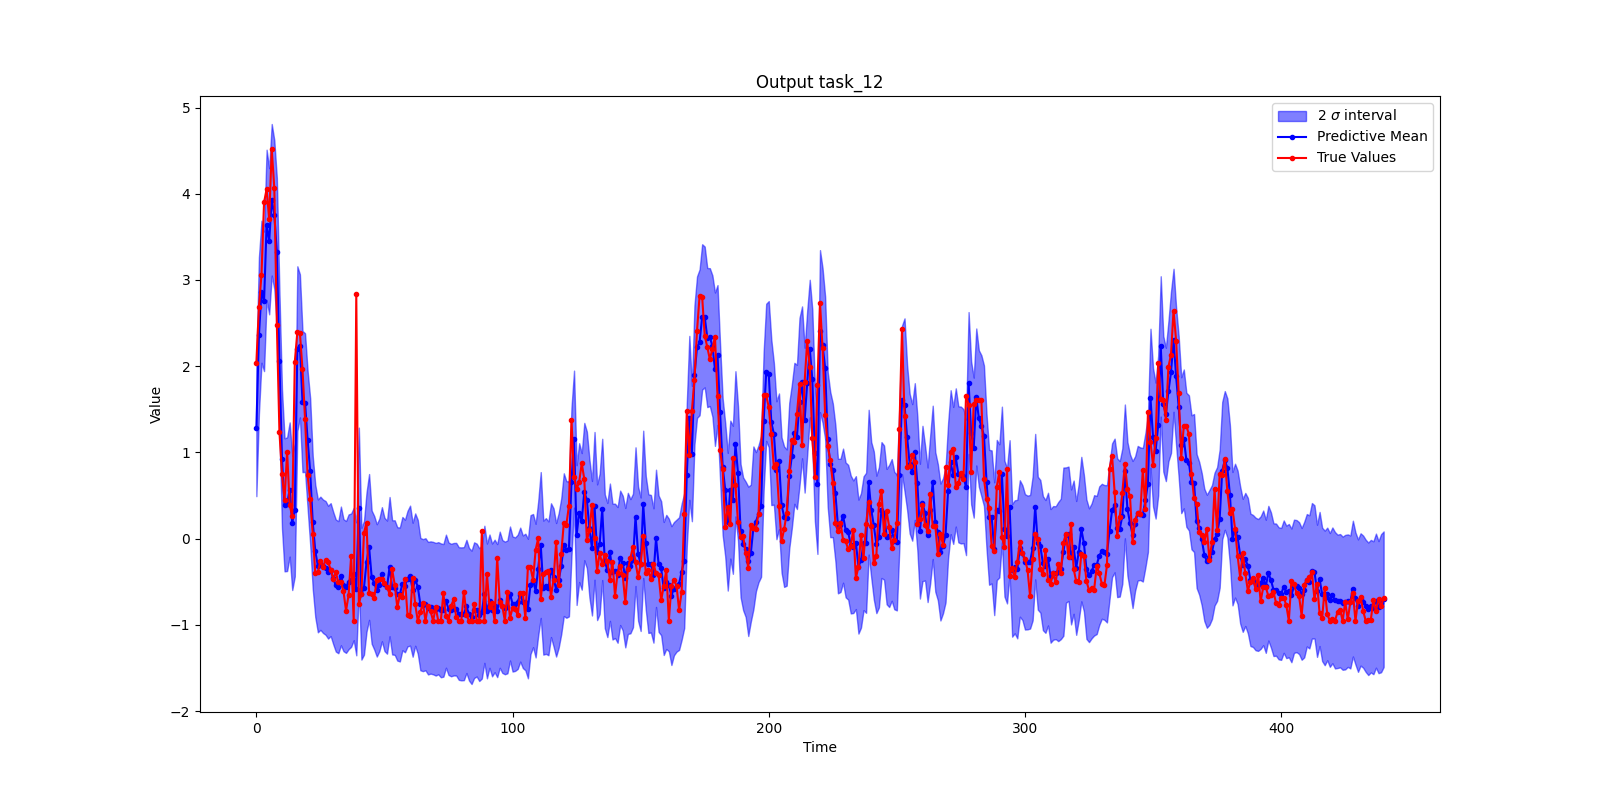 Output task_12
2 σ interval
Predictive Mean
True Values
Value
5
4
3
2
1
0
−1
−2
0 100 200 300 400
Time